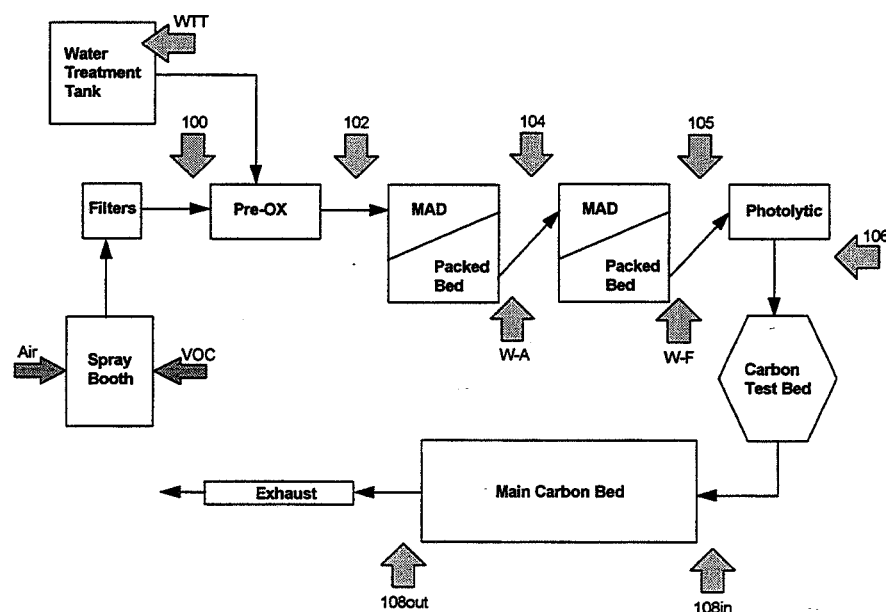 WTT
Water
Treatment
Tank
100
102
104
105
Filters
Pre-OX
MAD
Packed
Bed
MAD
Packed
Bed
Photolytic
106
W-A
W-F
Air
VOC
Spray
Booth
Carbon
Test Bed
Exhaust
Main Carbon Bed
108out
108in